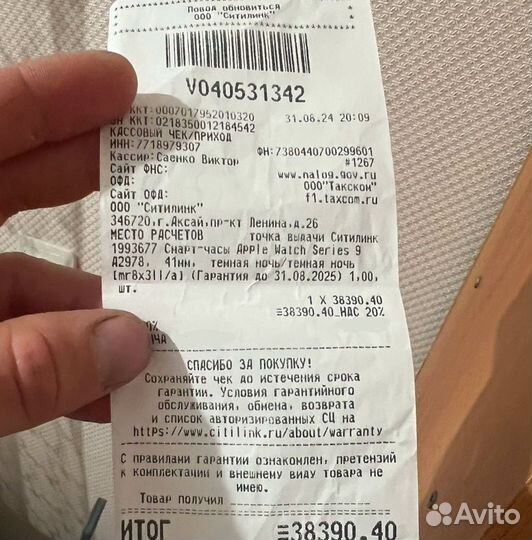 Повод обновиться
ООО "Ситилинк"
V040531342
ККТ:0007017952010320 31.08.24 20:09
ЗН ККТ:0218350012184542
КАССОВЫЙ ЧЕК/ПРИХОД
ИНН:7718979307 ФН:7380440700299601
Кассир:Саенко Виктор #1267
Сайт ФНС: www.nalog.gov.ru
ОФД: ООО"Такском"
Сайт ОФД: f1.taxcom.ru
ООО "Ситилинк"
346720,г.Аксай,пр-кт Ленина,д.26
МЕСТО РАСЧЕТОВ точка выдачи Ситилинк
1993677 Смарт-часы Apple Watch Series 9
A2978, 41мм, темная ночь/темная ночь
[mr8x3ll/a] (Гарантия до 31.08.2025) 1,00,
шт.
1 X 38390.40
=38390.40_НДС 20%
СПАСИБО ЗА ПОКУПКУ!
Сохраняйте чек до истечения срока
гарантии. Условия гарантийного
обслуживания, обмена, возврата
и список авторизированных СЦ на
https://www.citilink.ru/about/warranty
С правилами гарантии ознакомлен, претензий
к комплектации и внешнему виду товара не
имею.
Товар получил
ИТОГ =38390.40
Avito